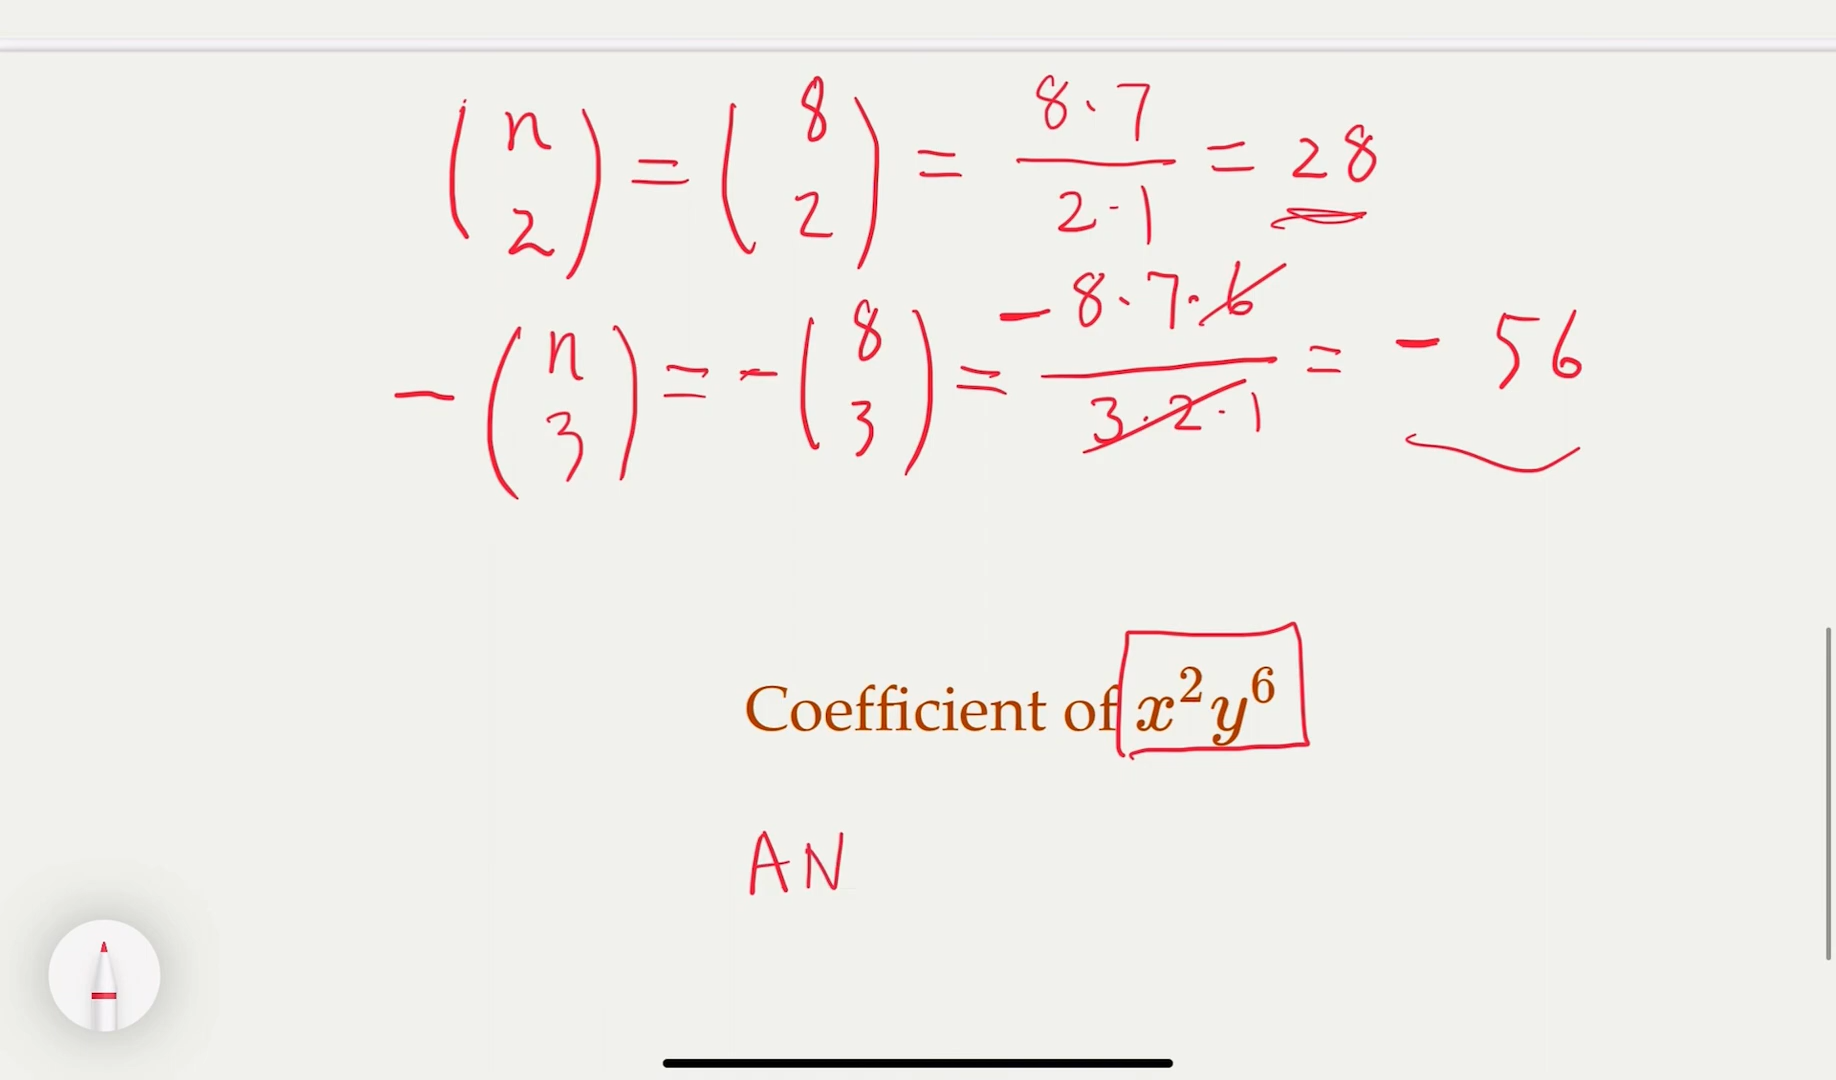 (n 2) = (8 2) = 8·7 / 2·1 = 28
-(n 3) = -(8 3) = -8·7·6 / 3·2·1 = -56
Coefficient of x²y⁶
AN